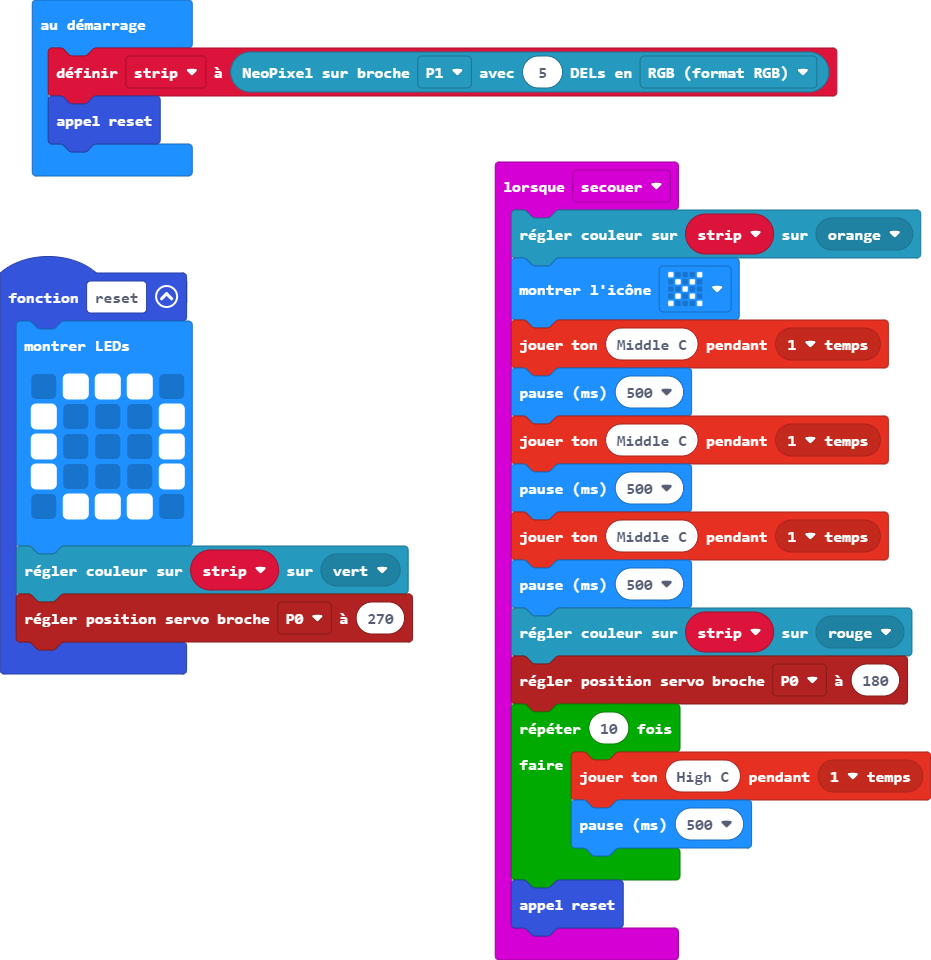 au démarrage
définir strip à NeoPixel sur broche P1 avec 5 DELs en RGB (format RGB)
appel reset
fonction reset
montrer LEDs
régler couleur sur strip sur vert
régler position servo broche P0 à 270
lorsque secouer
régler couleur sur strip sur orange
montrer l'icône
jouer ton Middle C pendant 1 temps
pause (ms) 500
jouer ton Middle C pendant 1 temps
pause (ms) 500
jouer ton Middle C pendant 1 temps
pause (ms) 500
régler couleur sur strip sur rouge
régler position servo broche P0 à 180
répéter 10 fois
faire
jouer ton High C pendant 1 temps
pause (ms) 500
appel reset